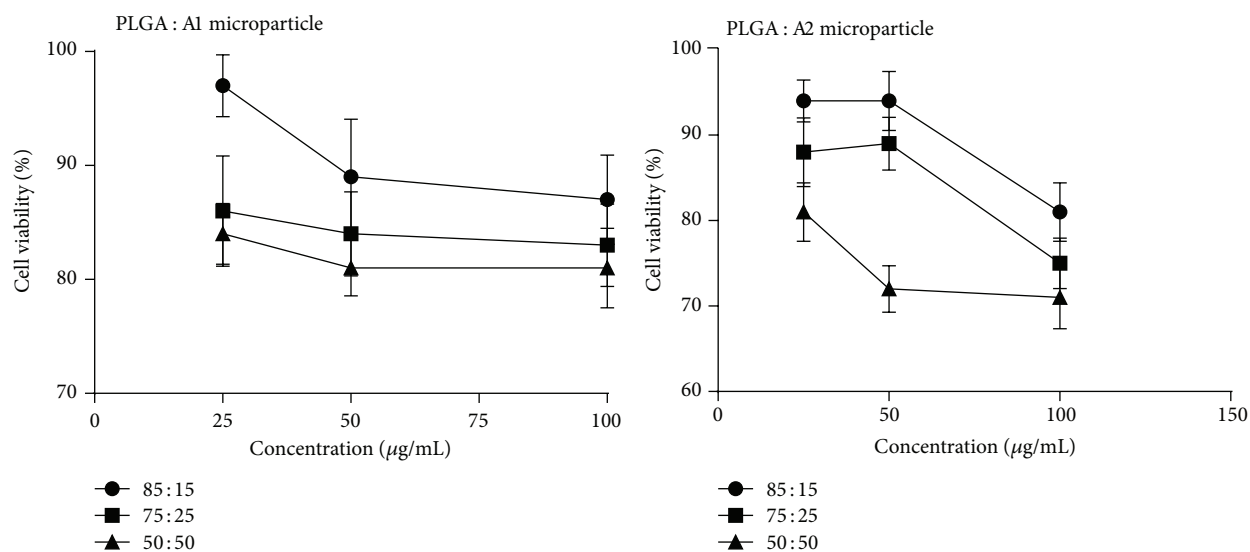 PLGA : A1 microparticle
100
90
80
70
Cell viability (%)
0
25
50
75
100
Concentration (μg/mL)
85 : 15
75 : 25
50 : 50
PLGA : A2 microparticle
100
90
80
70
60
Cell viability (%)
0
50
100
150
Concentration (μg/mL)
85 : 15
75 : 25
50 : 50